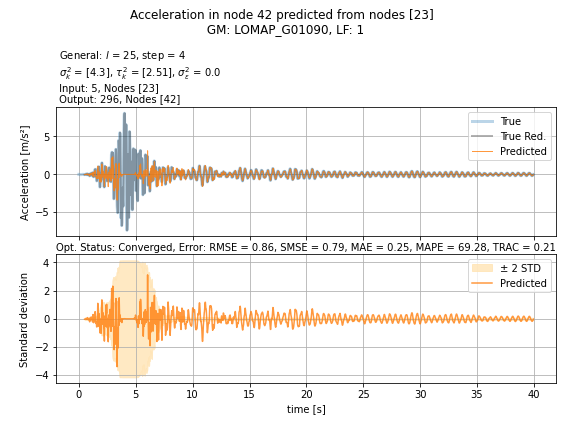 Acceleration in node 42 predicted from nodes [23]
GM: LOMAP_G01090, LF: 1
General: l = 25, step = 4
σ²ₖ = [4.3], τ²ₖ = [2.51], σ²_ε = 0.0
Input: 5, Nodes [23]
Output: 296, Nodes [42]
Acceleration [m/s²]
5
0
−5
True
True Red.
Predicted
Opt. Status: Converged, Error: RMSE = 0.86, SMSE = 0.79, MAE = 0.25, MAPE = 69.28, TRAC = 0.21
Standard deviation
4
2
0
−2
−4
± 2 STD
Predicted
0 5 10 15 20 25 30 35 40
time [s]